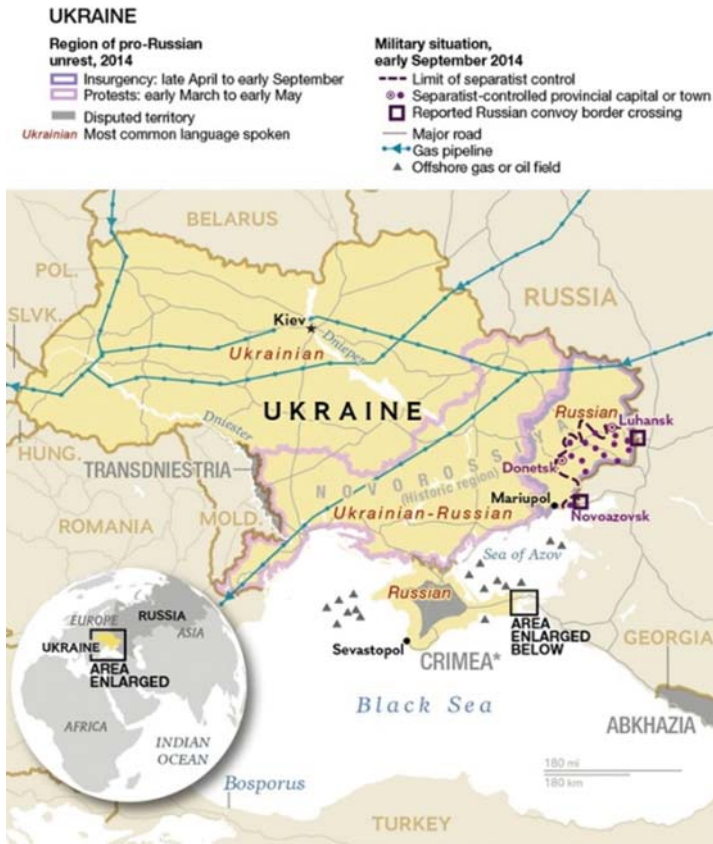 UKRAINE
Region of pro-Russian
unrest, 2014
Insurgency: late April to early September
Protests: early March to early May
Disputed territory
Ukrainian Most common language spoken
Military situation,
early September 2014
Limit of separatist control
Separatist-controlled provincial capital or town
Reported Russian convoy border crossing
Major road
Gas pipeline
Offshore gas or oil field
BELARUS
POL.
RUSSIA
SLVK.
Kiev
Dnieper
Ukrainian
UKRAINE
Russian
Luhansk
Dniester
HUNG.
TRANSDNIESTRIA
NOVOROSSIYA
(Historic region)
Donetsk
Mariupol
ROMANIA
MOLD.
Ukrainian-Russian
Novoazovsk
Sea of Azov
Russian
EUROPE
RUSSIA
ASIA
UKRAINE
AREA
ENLARGED
AFRICA
INDIAN
OCEAN
Sevastopol
CRIMEA*
AREA
ENLARGED
BELOW
GEORGIA
Black Sea
ABKHAZIA
180 mi
180 km
Bosporus
TURKEY